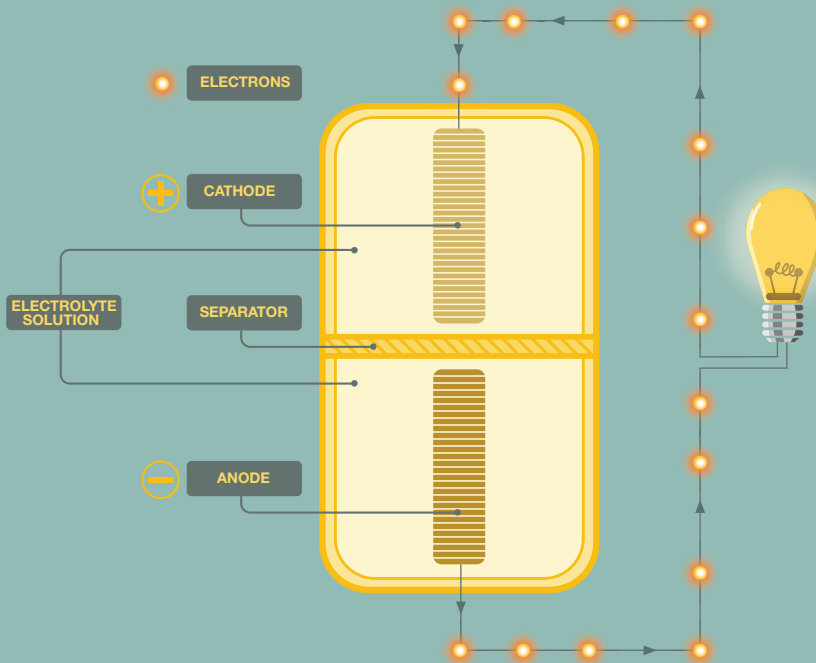 ELECTRONS
CATHODE
ELECTROLYTE
SOLUTION
SEPARATOR
ANODE